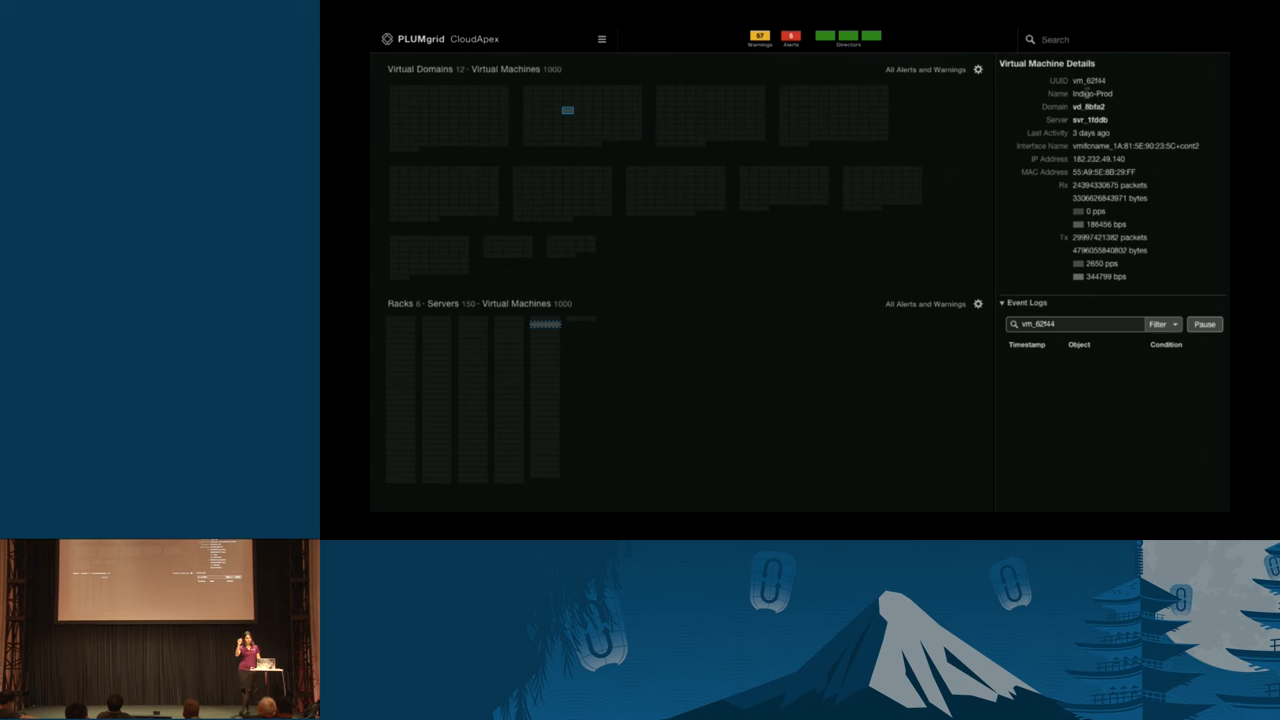 PLUMgrid CloudApex
57
Warnings
Alerts
Directors
Search
Virtual Domains 12 · Virtual Machines 1000
All Alerts and Warnings
Racks 6 · Servers 150 · Virtual Machines 1000
All Alerts and Warnings
Virtual Machine Details
UUID vm_62f44
Name Indigo-Prod
Domain vd_8bfa2
Server svr_1fddb
Last Activity 3 days ago
Interface Name vmifcname_1A:81:5E:90:23:5C+cont2
IP Address 182.232.49.140
MAC Address 55:A9:5E:8B:29:FF
Rx 24394330675 packets
3306626843971 bytes
0 pps
186456 bps
Tx 29997421382 packets
4796055840802 bytes
2650 pps
344799 bps
Event Logs
vm_62f44 Filter Pause
Timestamp Object Condition